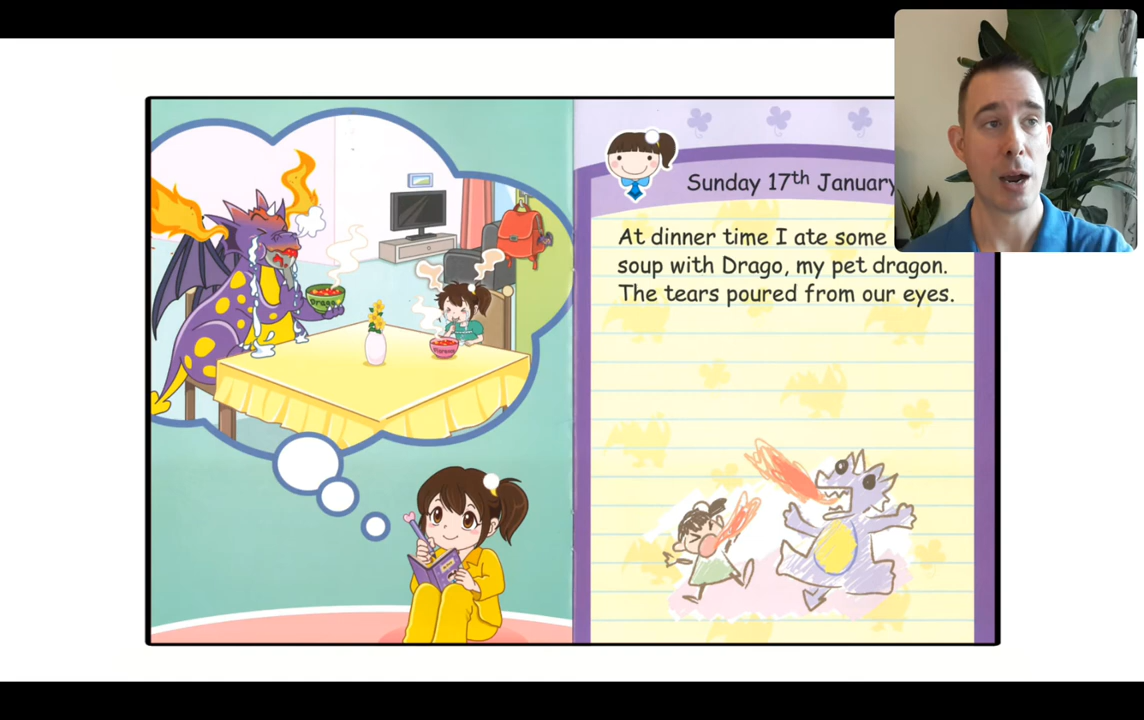 Drago
Sunday 17th January
At dinner time I ate some
soup with Drago, my pet dragon.
The tears poured from our eyes.